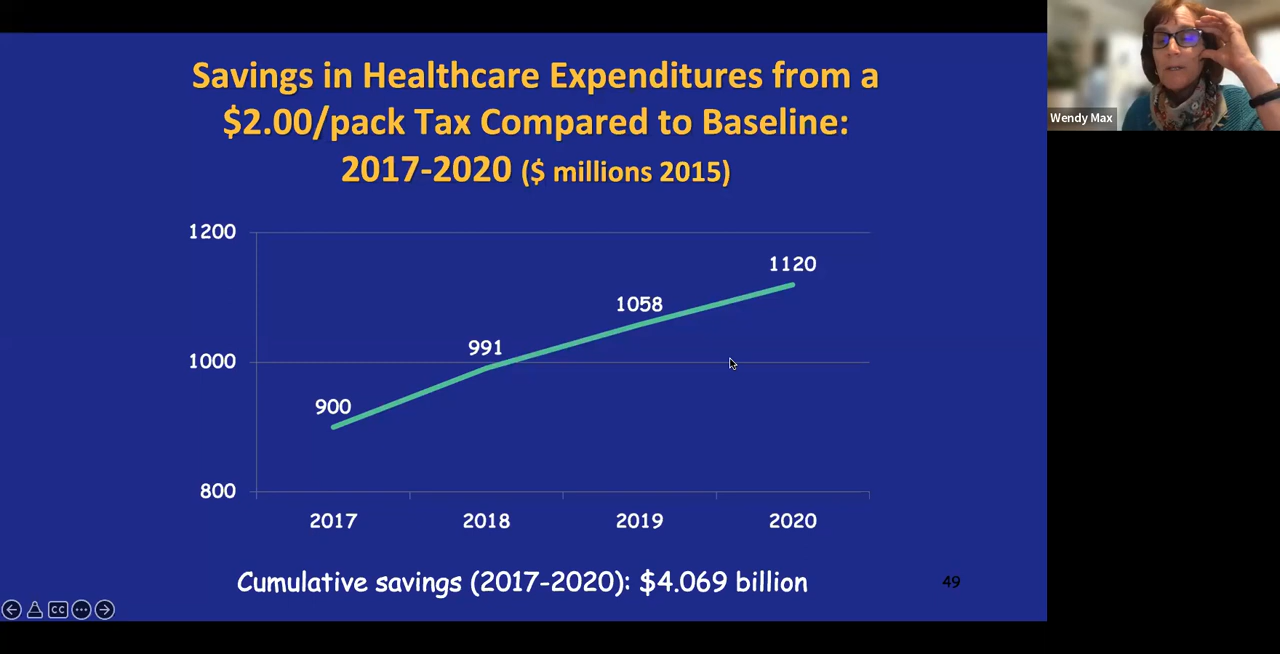 Savings in Healthcare Expenditures from a
$2.00/pack Tax Compared to Baseline:
2017-2020 ($ millions 2015)
Wendy Max
1200
1120
1058
1000
991
900
800
2017 2018 2019 2020
Cumulative savings (2017-2020): $4.069 billion
49
CC